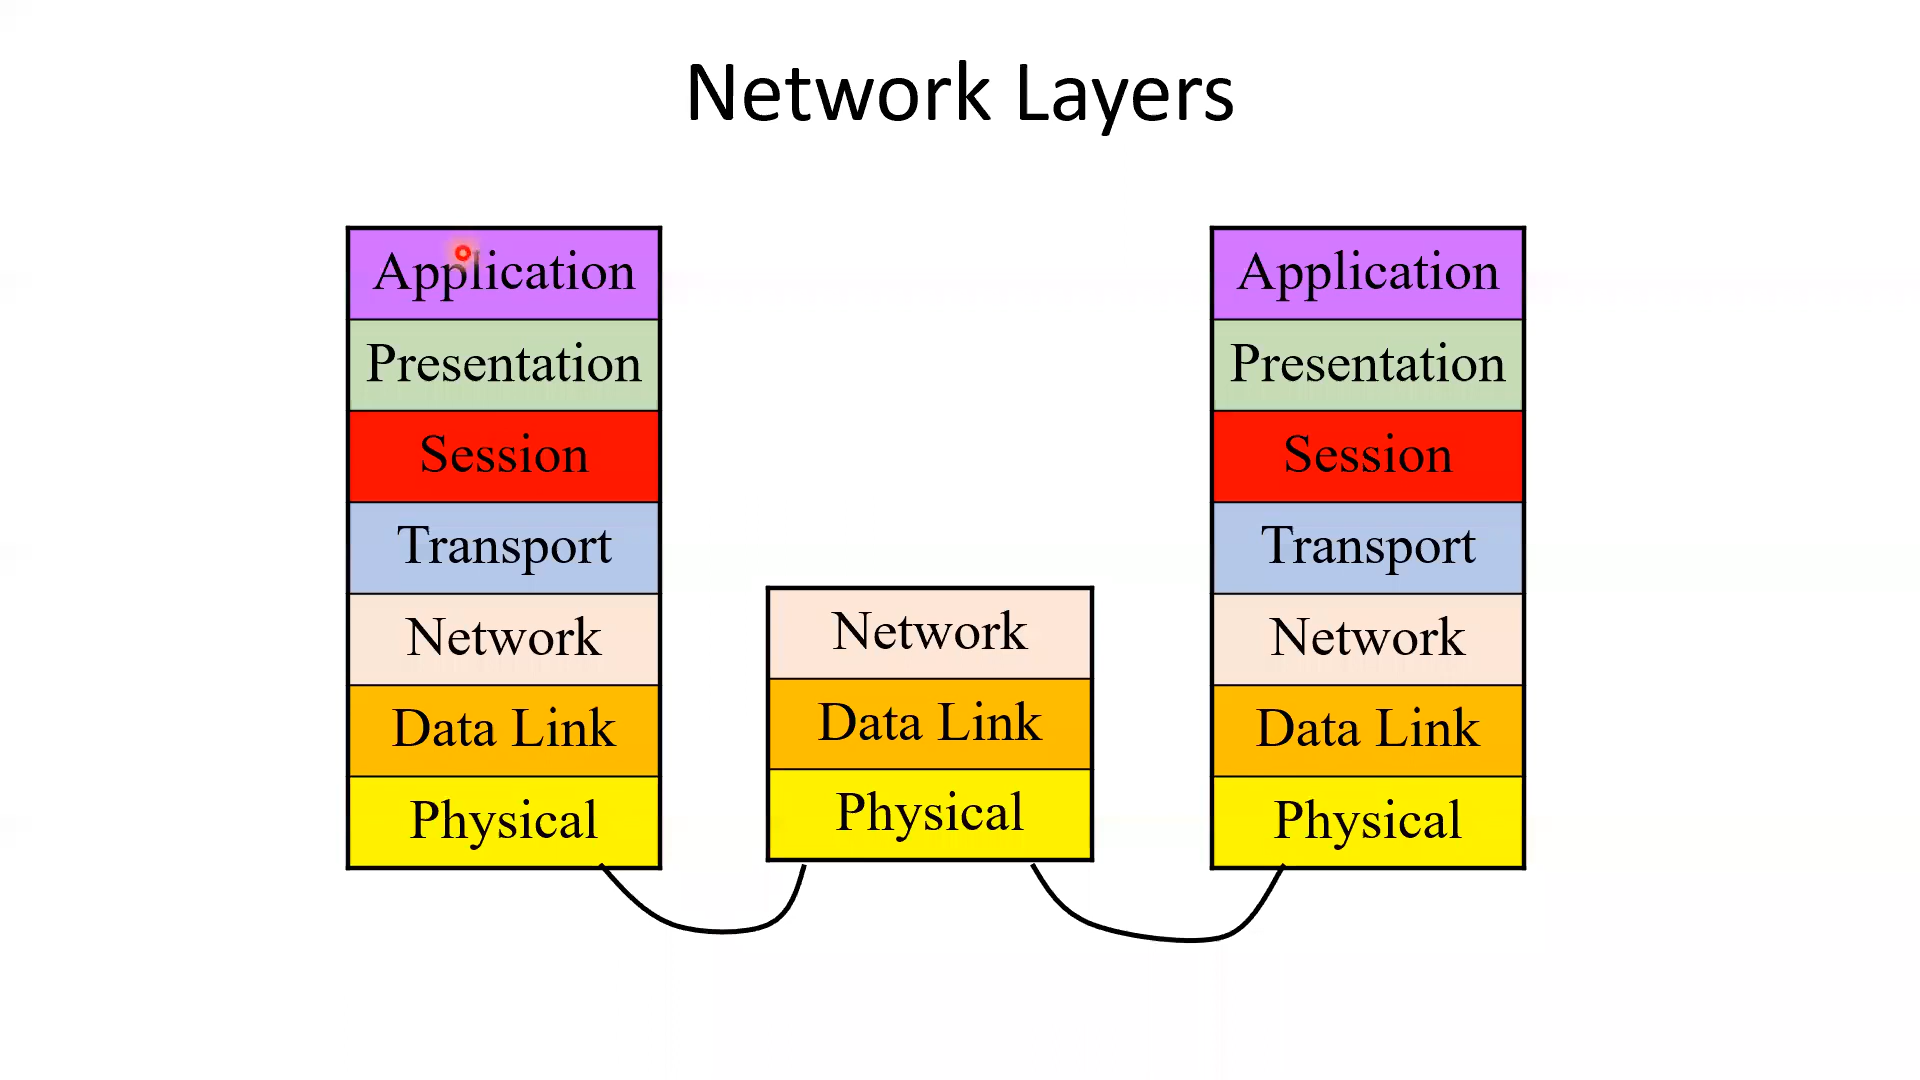 Network Layers
Application
Presentation
Session
Transport
Network
Data Link
Physical
Network
Data Link
Physical
Application
Presentation
Session
Transport
Network
Data Link
Physical